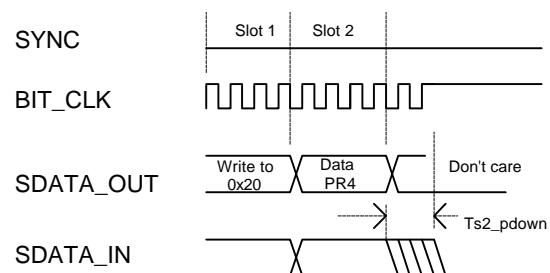 SYNC
Slot 1
Slot 2
BIT_CLK
SDATA_OUT
Write to
0x20
Data
PR4
Don't care
Ts2_pdown
SDATA_IN